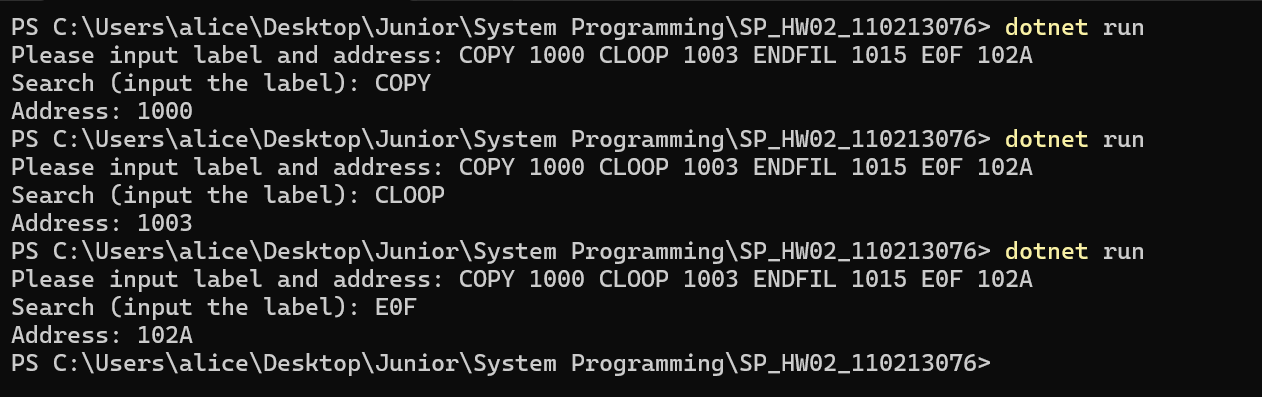 PS C:\Users\alice\Desktop\Junior\System Programming\SP_HW02_110213076> dotnet run
Please input label and address: COPY 1000 CLOOP 1003 ENDFIL 1015 E0F 102A
Search (input the label): COPY
Address: 1000
PS C:\Users\alice\Desktop\Junior\System Programming\SP_HW02_110213076> dotnet run
Please input label and address: COPY 1000 CLOOP 1003 ENDFIL 1015 E0F 102A
Search (input the label): CLOOP
Address: 1003
PS C:\Users\alice\Desktop\Junior\System Programming\SP_HW02_110213076> dotnet run
Please input label and address: COPY 1000 CLOOP 1003 ENDFIL 1015 E0F 102A
Search (input the label): E0F
Address: 102A
PS C:\Users\alice\Desktop\Junior\System Programming\SP_HW02_110213076>